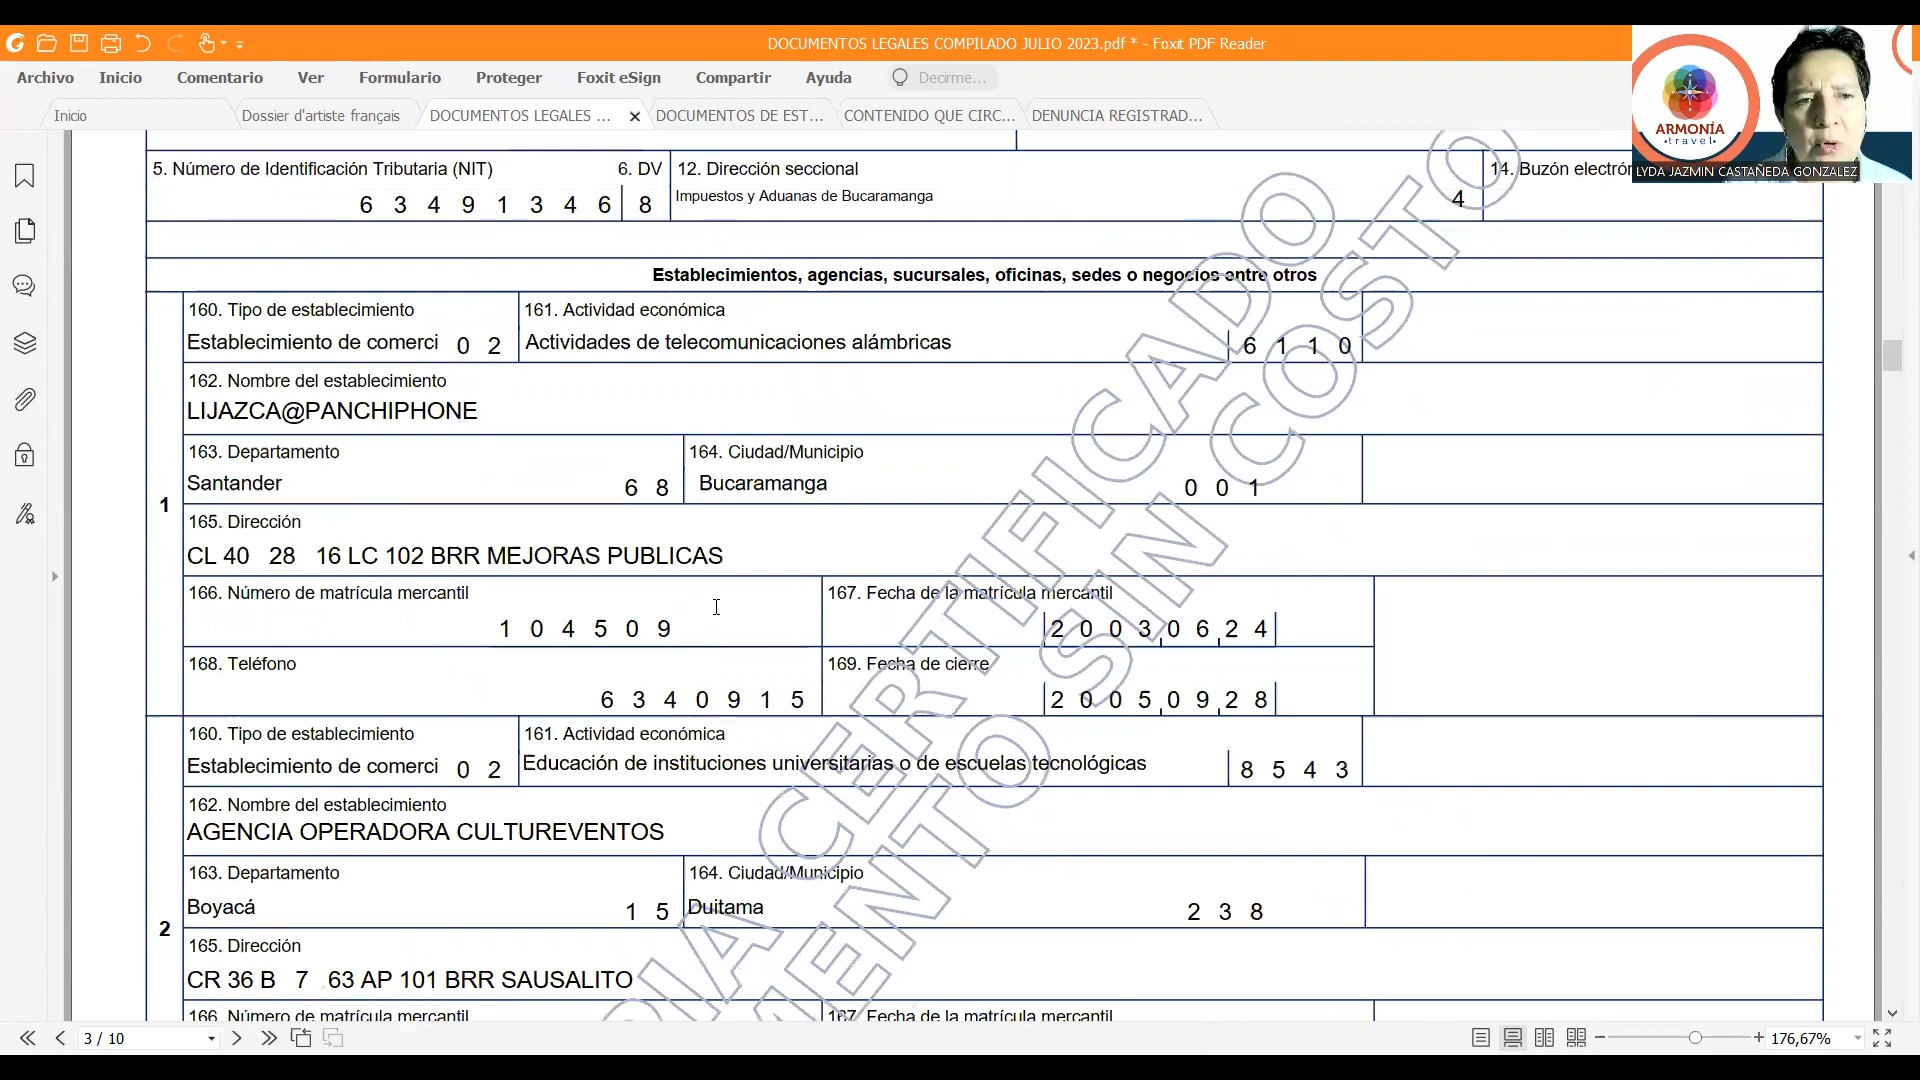 DOCUMENTOS LEGALES COMPILADO JULIO 2023.pdf * - Foxit PDF Reader
Archivo Inicio Comentario Ver Formulario Proteger Foxit eSign Compartir Ayuda Decirme...
Inicio Dossier d'artiste français DOCUMENTOS LEGALES ... DOCUMENTOS DE EST... CONTENIDO QUE CIRC... DENUNCIA REGISTRAD...
ARMONÍA
travel
LYDA JAZMIN CASTAÑEDA GONZALEZ
5. Número de Identificación Tributaria (NIT) 6. DV 12. Dirección seccional 14. Buzón electrón
6 3 4 9 1 3 4 6 8 Impuestos y Aduanas de Bucaramanga 4
Establecimientos, agencias, sucursales, oficinas, sedes o negocios entre otros
160. Tipo de establecimiento 161. Actividad económica
Establecimiento de comerci 0 2 Actividades de telecomunicaciones alámbricas 6 1 1 0
162. Nombre del establecimiento
LIJAZCA@PANCHIPHONE
163. Departamento 164. Ciudad/Municipio
Santander 6 8 Bucaramanga 0 0 1
1
165. Dirección
CL 40 28 16 LC 102 BRR MEJORAS PUBLICAS
166. Número de matrícula mercantil 167. Fecha de la matrícula mercantil
1 0 4 5 0 9 2 0 0 3 0 6 2 4
168. Teléfono 169. Fecha de cierre
6 3 4 0 9 1 5 2 0 0 5 0 9 2 8
160. Tipo de establecimiento 161. Actividad económica
Establecimiento de comerci 0 2 Educación de instituciones universitarias o de escuelas tecnológicas 8 5 4 3
162. Nombre del establecimiento
AGENCIA OPERADORA CULTUREVENTOS
163. Departamento 164. Ciudad/Municipio
Boyacá 1 5 Duitama 2 3 8
2
165. Dirección
CR 36 B 7 63 AP 101 BRR SAUSALITO
166. Número de matrícula mercantil 167. Fecha de la matrícula mercantil
RIA CERTIFICADO
MENTO SIN COSTO
3 / 10
176,67%